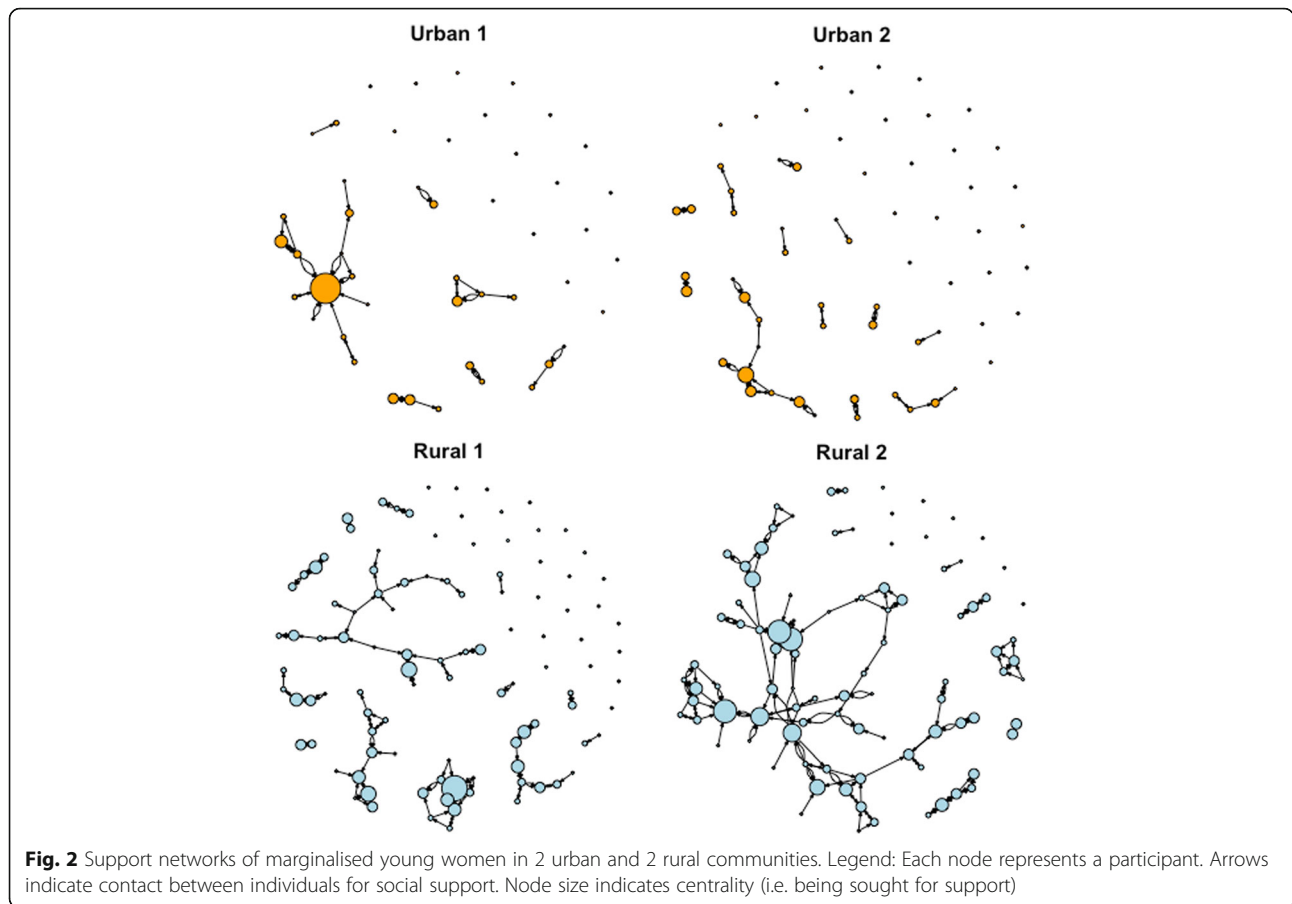 Urban 1
Urban 2
Rural 1
Rural 2
Fig. 2 Support networks of marginalised young women in 2 urban and 2 rural communities. Legend: Each node represents a participant. Arrows
indicate contact between individuals for social support. Node size indicates centrality (i.e. being sought for support)